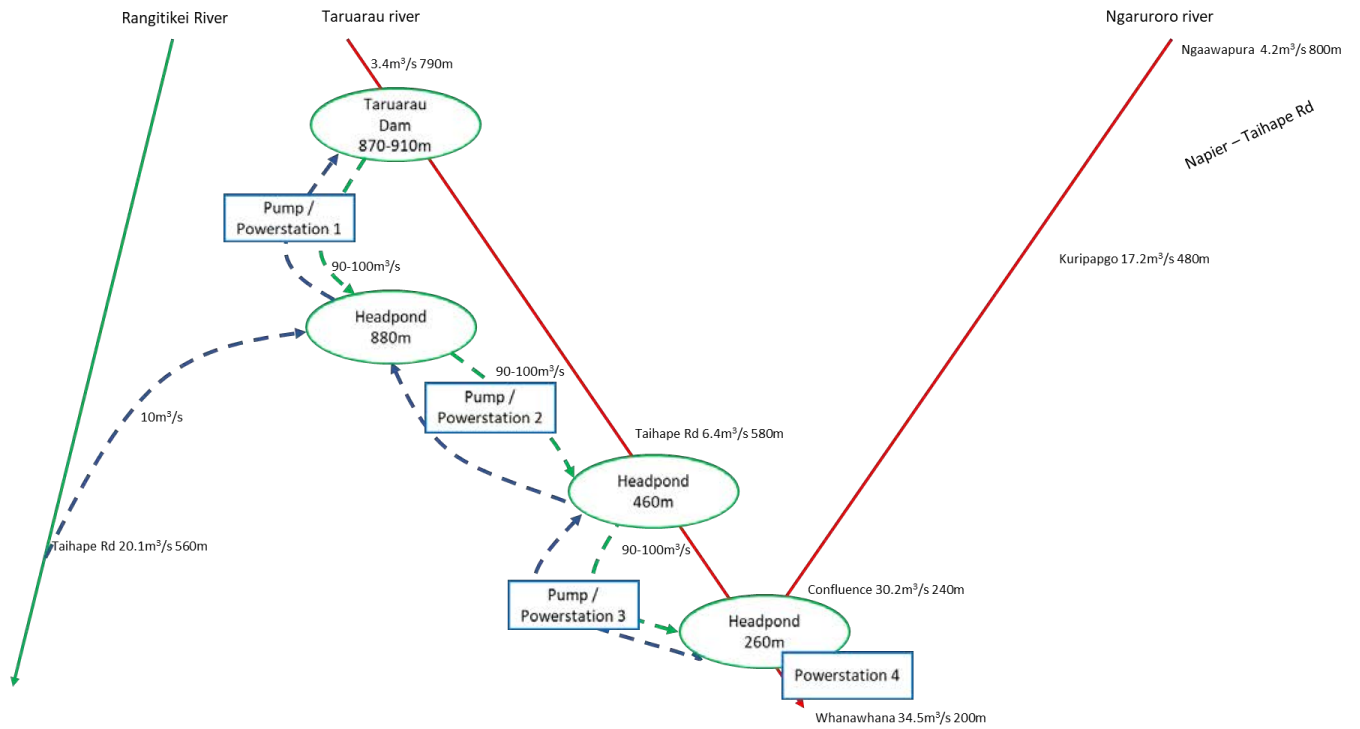 Rangitikei River
Taruarau river
Ngaruroro river
Ngaawapura 4.2m³/s 800m
3.4m³/s 790m
Taruarau
Dam
870-910m
Napier – Taihape Rd
Pump /
Powerstation 1
90-100m³/s
Kuripapgo 17.2m³/s 480m
Headpond
880m
90-100m³/s
Pump /
Powerstation 2
10m³/s
Taihape Rd 6.4m³/s 580m
Headpond
460m
Taihape Rd 20.1m³/s 560m
90-100m³/s
Pump /
Powerstation 3
Confluence 30.2m³/s 240m
Headpond
260m
Powerstation 4
Whanawhana 34.5m³/s 200m